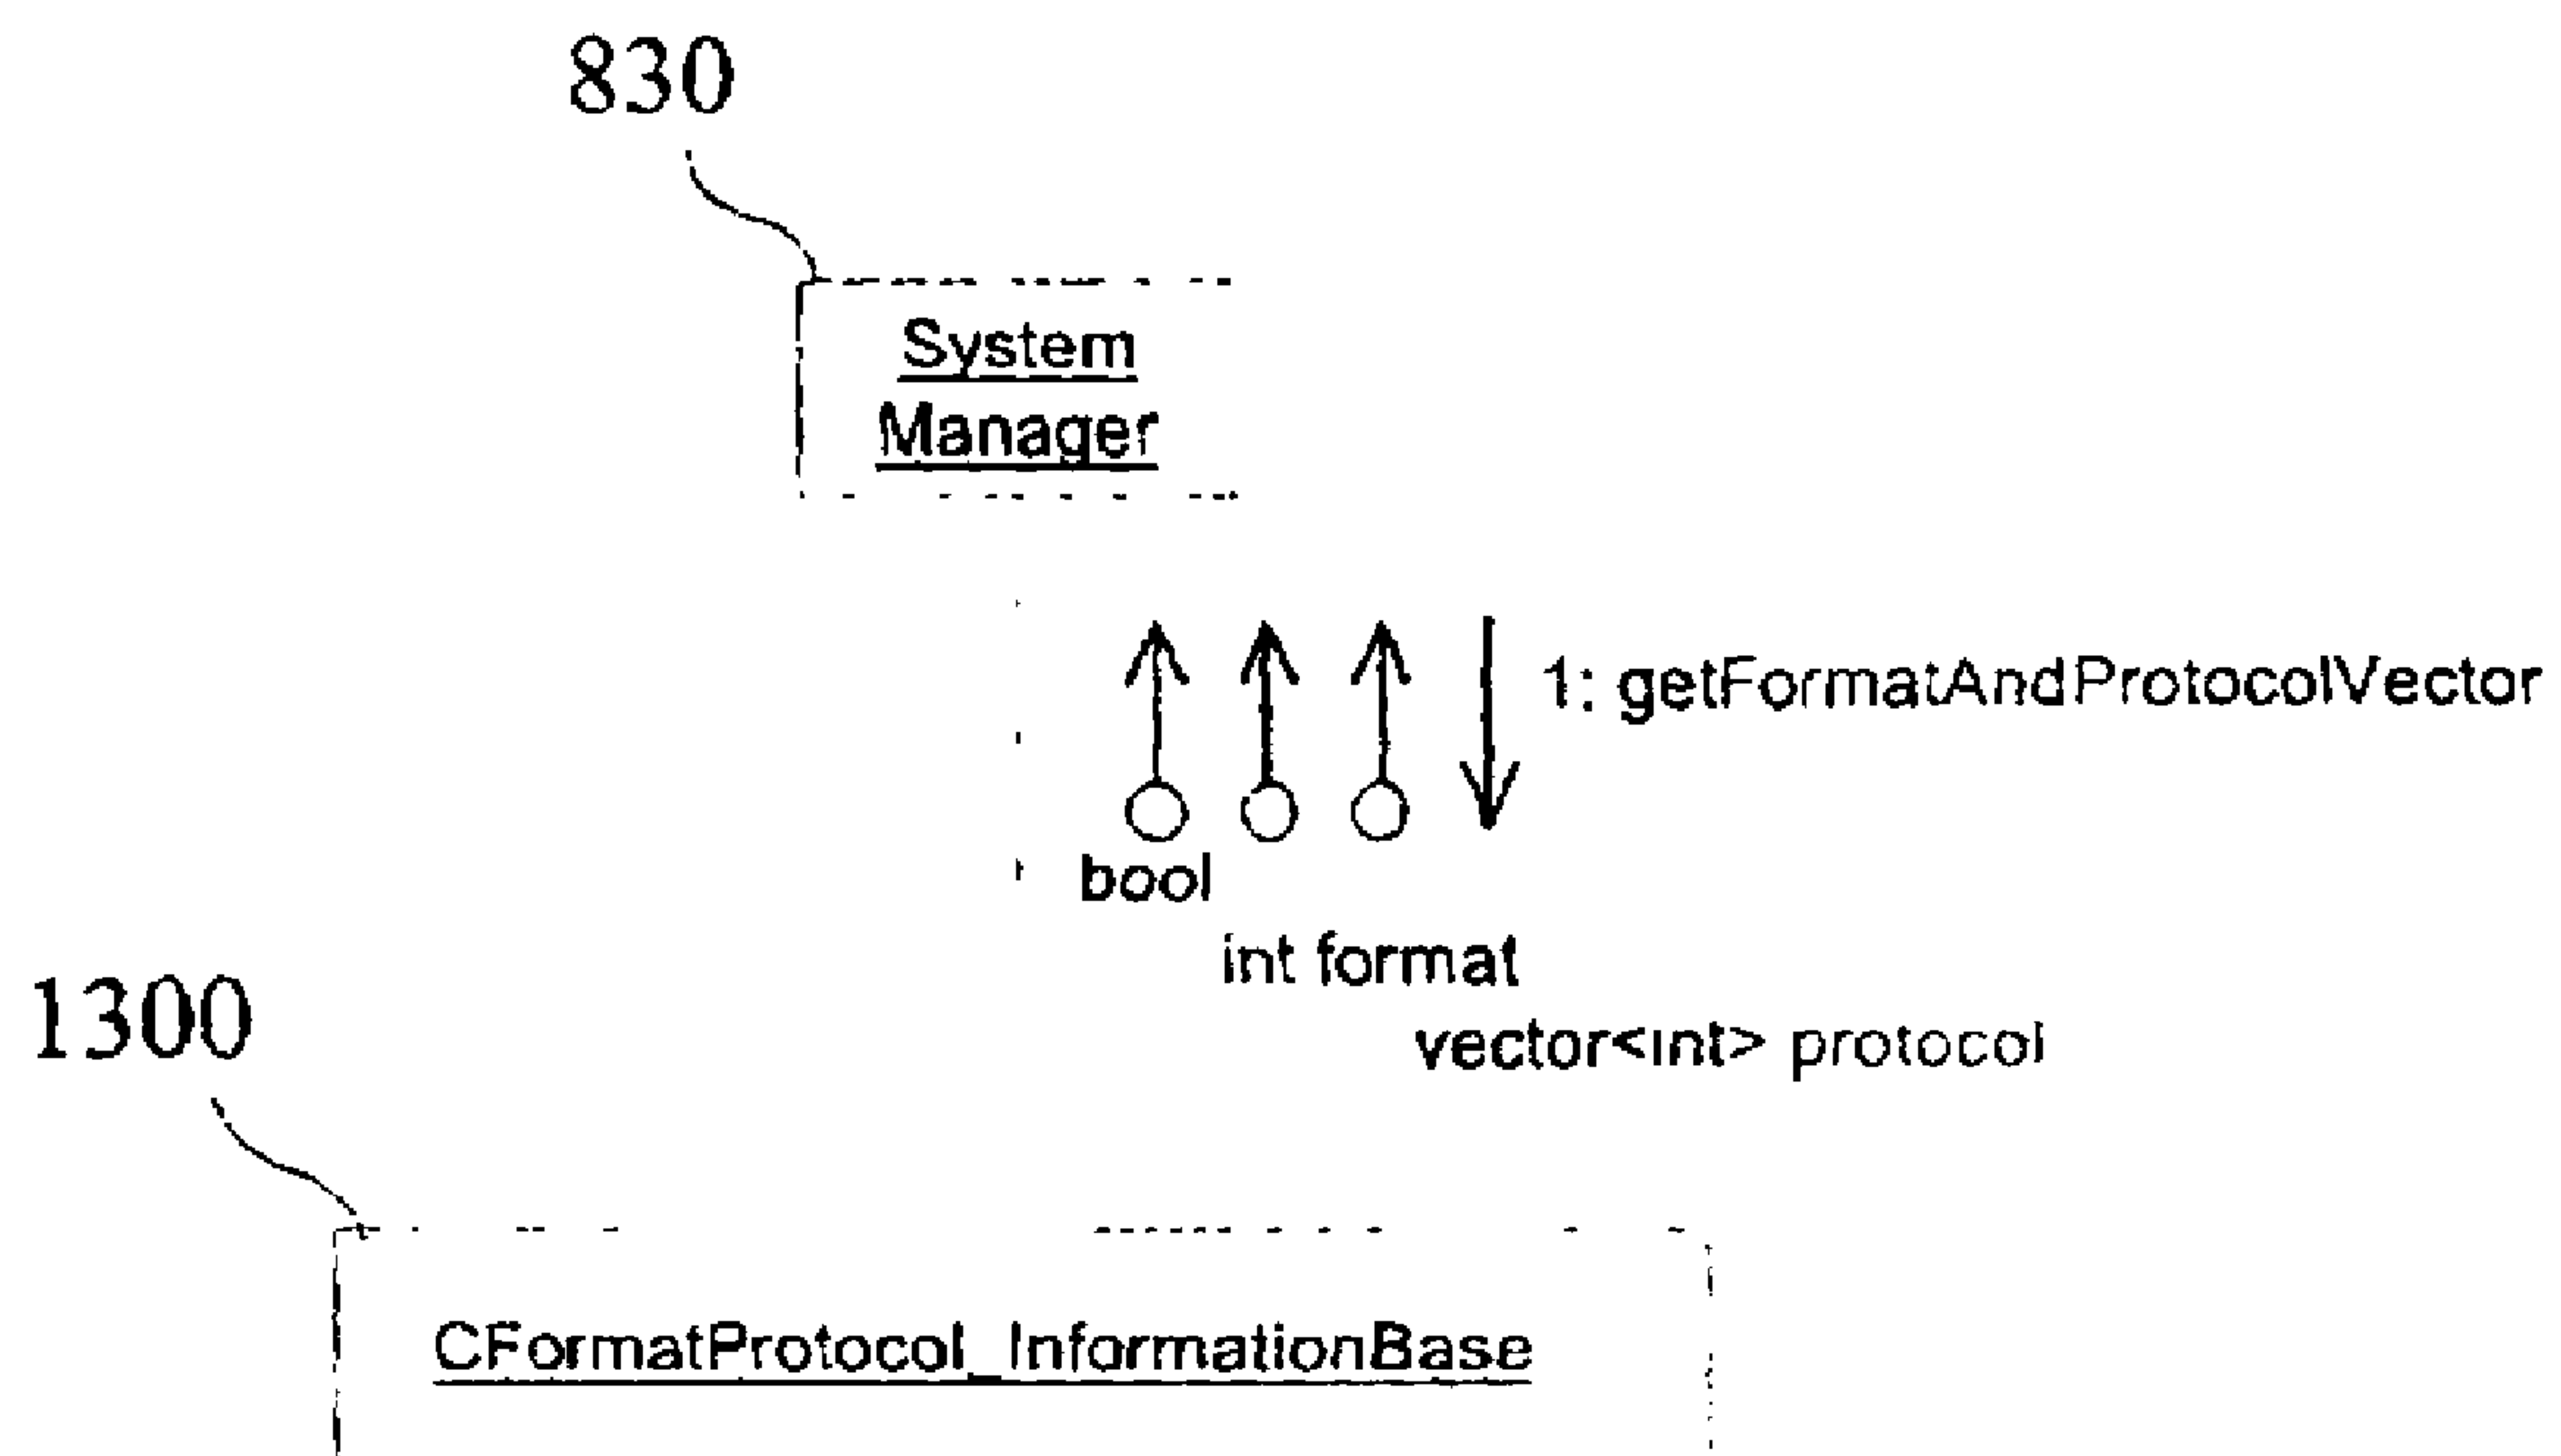 830
System
Manager
1: getFormatAndProtocolVector
bool
int format
vector<int> protocol
1300
CFormatProtocol_InformationBase